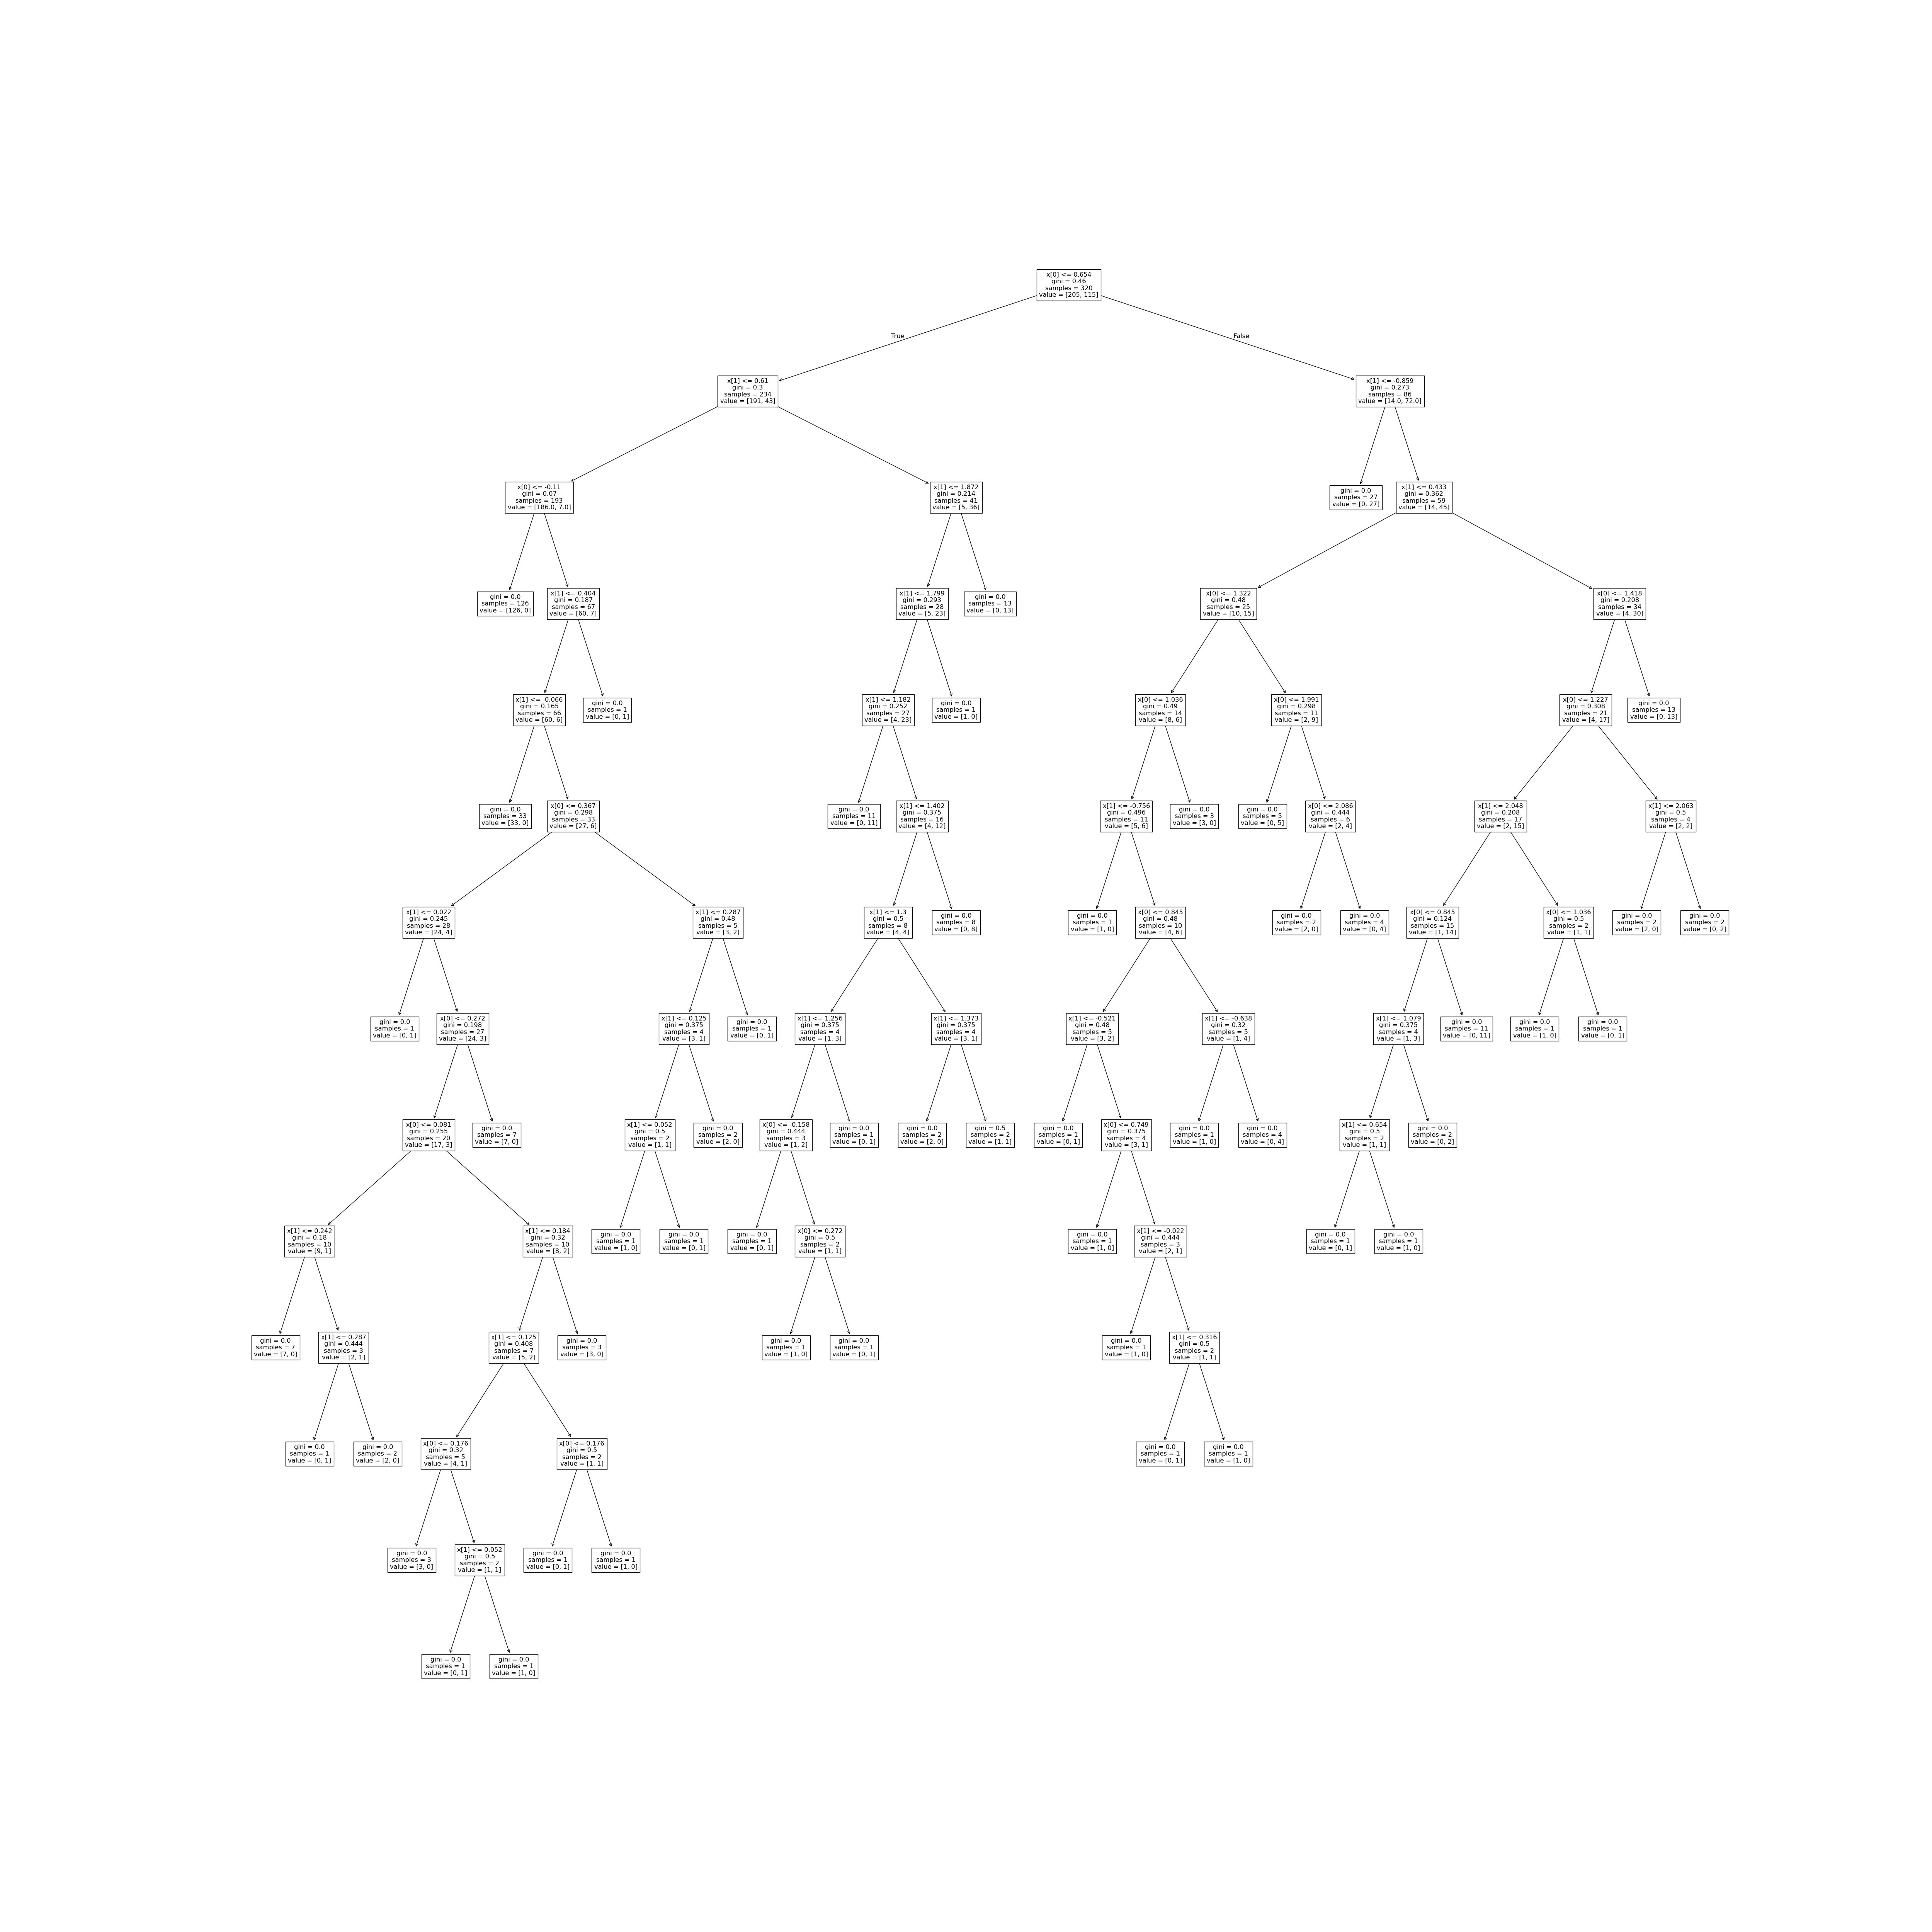 x[0] <= 0.654
gini = 0.46
samples = 320
value = [205, 115]
True
False
x[1] <= 0.61
gini = 0.3
samples = 234
value = [191, 43]
x[1] <= -0.859
gini = 0.273
samples = 86
value = [14.0, 72.0]
x[0] <= -0.11
gini = 0.07
samples = 193
value = [186.0, 7.0]
x[1] <= 1.872
gini = 0.214
samples = 41
value = [5, 36]
gini = 0.0
samples = 27
value = [0, 27]
x[1] <= 0.433
gini = 0.362
samples = 59
value = [14, 45]
gini = 0.0
samples = 126
value = [126, 0]
x[1] <= 0.404
gini = 0.187
samples = 67
value = [60, 7]
x[1] <= 1.799
gini = 0.293
samples = 28
value = [5, 23]
gini = 0.0
samples = 13
value = [0, 13]
x[0] <= 1.322
gini = 0.48
samples = 25
value = [10, 15]
x[0] <= 1.418
gini = 0.208
samples = 34
value = [4, 30]
x[1] <= -0.066
gini = 0.165
samples = 66
value = [60, 6]
gini = 0.0
samples = 1
value = [0, 1]
x[1] <= 1.182
gini = 0.252
samples = 27
value = [4, 23]
gini = 0.0
samples = 1
value = [1, 0]
x[0] <= 1.036
gini = 0.49
samples = 14
value = [8, 6]
x[0] <= 1.991
gini = 0.298
samples = 11
value = [2, 9]
x[0] <= 1.227
gini = 0.308
samples = 21
value = [4, 17]
gini = 0.0
samples = 13
value = [0, 13]
gini = 0.0
samples = 33
value = [33, 0]
x[0] <= 0.367
gini = 0.298
samples = 33
value = [27, 6]
gini = 0.0
samples = 11
value = [0, 11]
x[1] <= 1.402
gini = 0.375
samples = 16
value = [4, 12]
x[1] <= -0.756
gini = 0.496
samples = 11
value = [5, 6]
gini = 0.0
samples = 3
value = [3, 0]
gini = 0.0
samples = 5
value = [0, 5]
x[0] <= 2.086
gini = 0.444
samples = 6
value = [2, 4]
x[1] <= 2.048
gini = 0.208
samples = 17
value = [2, 15]
x[1] <= 2.063
gini = 0.5
samples = 4
value = [2, 2]
x[1] <= 0.022
gini = 0.245
samples = 28
value = [24, 4]
x[1] <= 0.287
gini = 0.48
samples = 5
value = [3, 2]
x[1] <= 1.3
gini = 0.5
samples = 8
value = [4, 4]
gini = 0.0
samples = 8
value = [0, 8]
gini = 0.0
samples = 1
value = [1, 0]
x[0] <= 0.845
gini = 0.48
samples = 10
value = [4, 6]
gini = 0.0
samples = 2
value = [2, 0]
gini = 0.0
samples = 4
value = [0, 4]
x[0] <= 0.845
gini = 0.124
samples = 15
value = [1, 14]
x[0] <= 1.036
gini = 0.5
samples = 2
value = [1, 1]
gini = 0.0
samples = 2
value = [2, 0]
gini = 0.0
samples = 2
value = [0, 2]
gini = 0.0
samples = 1
value = [0, 1]
x[0] <= 0.272
gini = 0.198
samples = 27
value = [24, 3]
x[1] <= 0.125
gini = 0.375
samples = 4
value = [3, 1]
gini = 0.0
samples = 1
value = [0, 1]
x[1] <= 1.256
gini = 0.375
samples = 4
value = [1, 3]
x[1] <= 1.373
gini = 0.375
samples = 4
value = [3, 1]
x[1] <= -0.521
gini = 0.48
samples = 5
value = [3, 2]
x[1] <= -0.638
gini = 0.32
samples = 5
value = [1, 4]
x[1] <= 1.079
gini = 0.375
samples = 4
value = [1, 3]
gini = 0.0
samples = 11
value = [0, 11]
gini = 0.0
samples = 1
value = [1, 0]
gini = 0.0
samples = 1
value = [0, 1]
x[0] <= 0.081
gini = 0.255
samples = 20
value = [17, 3]
gini = 0.0
samples = 7
value = [7, 0]
x[1] <= 0.052
gini = 0.5
samples = 2
value = [1, 1]
gini = 0.0
samples = 2
value = [2, 0]
x[0] <= -0.158
gini = 0.444
samples = 3
value = [1, 2]
gini = 0.0
samples = 1
value = [0, 1]
gini = 0.0
samples = 2
value = [2, 0]
gini = 0.5
samples = 2
value = [1, 1]
gini = 0.0
samples = 1
value = [0, 1]
x[0] <= 0.749
gini = 0.375
samples = 4
value = [3, 1]
gini = 0.0
samples = 1
value = [1, 0]
gini = 0.0
samples = 4
value = [0, 4]
x[1] <= 0.654
gini = 0.5
samples = 2
value = [1, 1]
gini = 0.0
samples = 2
value = [0, 2]
x[1] <= 0.242
gini = 0.18
samples = 10
value = [9, 1]
x[1] <= 0.184
gini = 0.32
samples = 10
value = [8, 2]
gini = 0.0
samples = 1
value = [1, 0]
gini = 0.0
samples = 1
value = [0, 1]
gini = 0.0
samples = 1
value = [0, 1]
x[0] <= 0.272
gini = 0.5
samples = 2
value = [1, 1]
gini = 0.0
samples = 1
value = [1, 0]
x[1] <= -0.022
gini = 0.444
samples = 3
value = [2, 1]
gini = 0.0
samples = 1
value = [0, 1]
gini = 0.0
samples = 1
value = [1, 0]
gini = 0.0
samples = 7
value = [7, 0]
x[1] <= 0.287
gini = 0.444
samples = 3
value = [2, 1]
x[1] <= 0.125
gini = 0.408
samples = 7
value = [5, 2]
gini = 0.0
samples = 3
value = [3, 0]
gini = 0.0
samples = 1
value = [1, 0]
gini = 0.0
samples = 1
value = [0, 1]
gini = 0.0
samples = 1
value = [1, 0]
x[1] <= 0.316
gini = 0.5
samples = 2
value = [1, 1]
gini = 0.0
samples = 1
value = [0, 1]
gini = 0.0
samples = 2
value = [2, 0]
x[0] <= 0.176
gini = 0.32
samples = 5
value = [4, 1]
x[0] <= 0.176
gini = 0.5
samples = 2
value = [1, 1]
gini = 0.0
samples = 1
value = [0, 1]
gini = 0.0
samples = 1
value = [1, 0]
gini = 0.0
samples = 3
value = [3, 0]
x[1] <= 0.052
gini = 0.5
samples = 2
value = [1, 1]
gini = 0.0
samples = 1
value = [0, 1]
gini = 0.0
samples = 1
value = [1, 0]
gini = 0.0
samples = 1
value = [0, 1]
gini = 0.0
samples = 1
value = [1, 0]